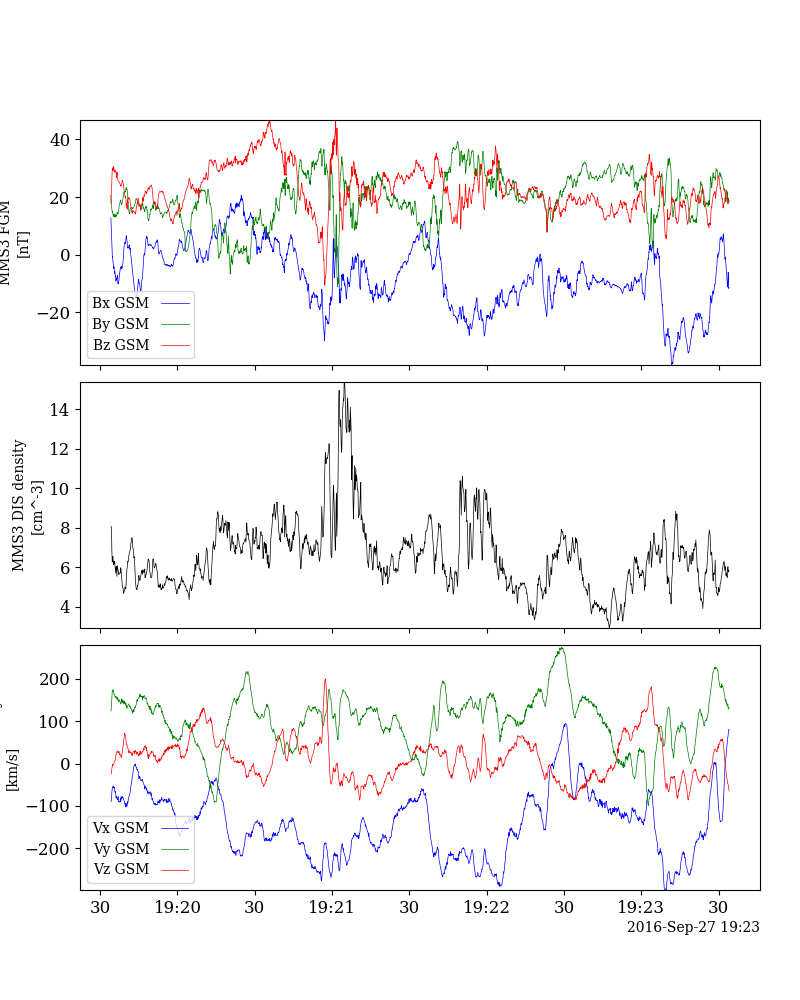 40
20
0
−20
MMS3 FGM
[nT]
Bx GSM
By GSM
Bz GSM
14
12
10
8
6
4
MMS3 DIS density
[cm^-3]
200
100
0
−100
−200
[km/s]
Vx GSM
Vy GSM
Vz GSM
30 19:20 30 19:21 30 19:22 30 19:23 30
2016-Sep-27 19:23